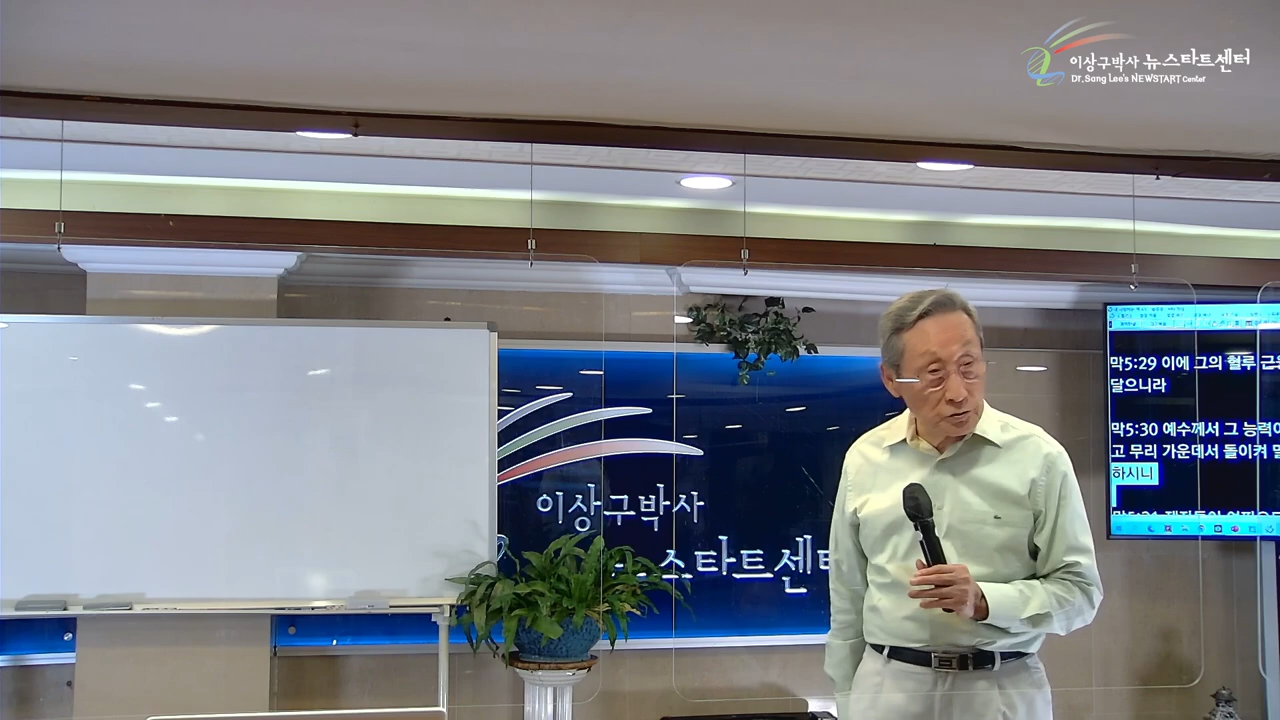 이상구박사 뉴스타트센터
Dr.Sang Lee's NEWSTART Center
이상구박사
스타트센
막5:29 이에 그의 혈루 근
달으니라
막5:30 예수께서 그 능력이
고 무리 가운데서 돌이켜 말
하시니